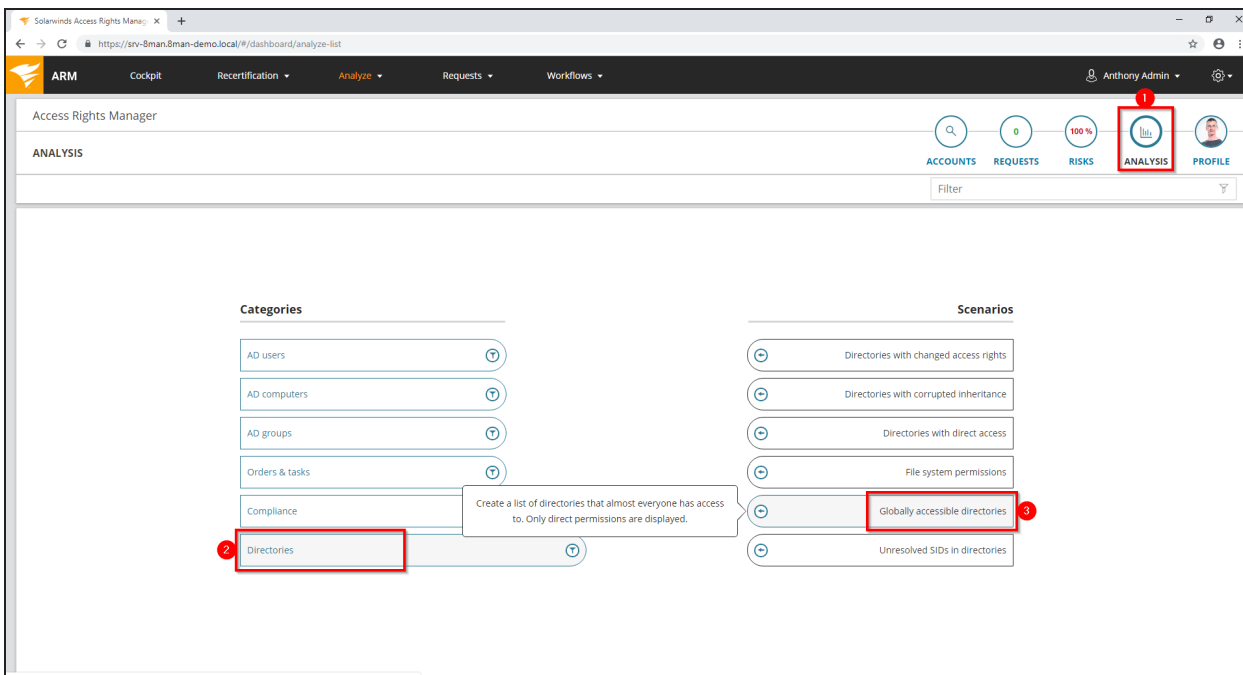 Solarwinds Access Rights Manag
https://srv-8man.8man-demo.local/#/dashboard/analyze-list
ARM Cockpit Recertification Analyze Requests Workflows Anthony Admin
1
Access Rights Manager
0 100 %
ANALYSIS
ACCOUNTS REQUESTS RISKS ANALYSIS PROFILE
Filter
Categories Scenarios
AD users Directories with changed access rights
AD computers Directories with corrupted inheritance
AD groups Directories with direct access
Orders & tasks File system permissions
Create a list of directories that almost everyone has access
to. Only direct permissions are displayed.
Compliance Globally accessible directories 3
2 Directories Unresolved SIDs in directories